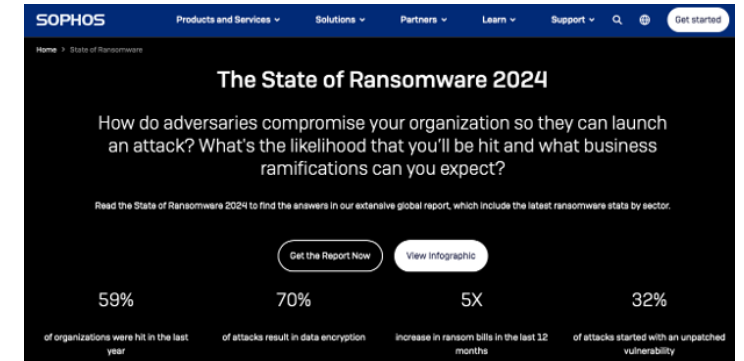 SOPHOS
Products and Services
Solutions
Partners
Learn
Support
Get started
Home > State of Ransomware
The State of Ransomware 2024
How do adversaries compromise your organization so they can launch
an attack? What's the likelihood that you'll be hit and what business
ramifications can you expect?
Read the State of Ransomware 2024 to find the answers in our extensive global report, which include the latest ransomware stats by sector.
Get the Report Now
View Infographic
59%
70%
5X
32%
of organizations were hit in the last
year
of attacks result in data encryption
increase in ransom bills in the last 12
months
of attacks started with an unpatched
vulnerability